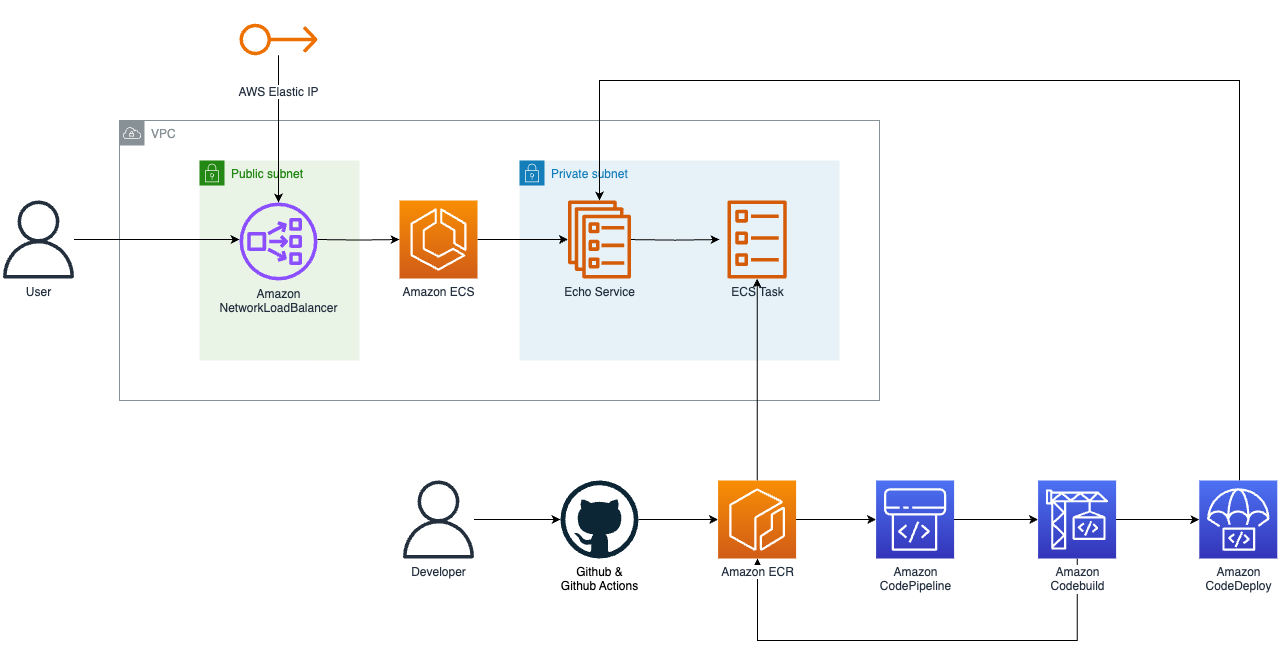 AWS Elastic IP
VPC
Public subnet
Private subnet
User
Amazon
NetworkLoadBalancer
Amazon ECS
Echo Service
ECS Task
Developer
Github &
Github Actions
Amazon ECR
Amazon
CodePipeline
Amazon
Codebuild
Amazon
CodeDeploy